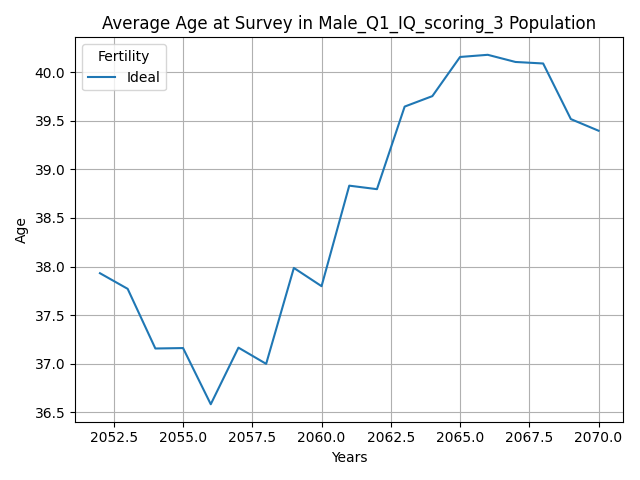 Average Age at Survey in Male_Q1_IQ_scoring_3 Population
Fertility
Ideal
Age
40.0
39.5
39.0
38.5
38.0
37.5
37.0
36.5
2052.5 2055.0 2057.5 2060.0 2062.5 2065.0 2067.5 2070.0
Years